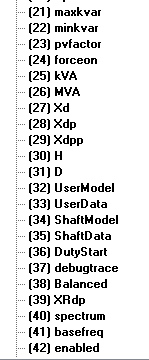 (21) maxkvar
(22) minkvar
(23) pvfactor
(24) forceon
(25) kVA
(26) MVA
(27) Xd
(28) Xdp
(29) Xdpp
(30) H
(31) D
(32) UserModel
(33) UserData
(34) ShaftModel
(35) ShaftData
(36) DutyStart
(37) debugtrace
(38) Balanced
(39) XRdp
(40) spectrum
(41) basefreq
(42) enabled